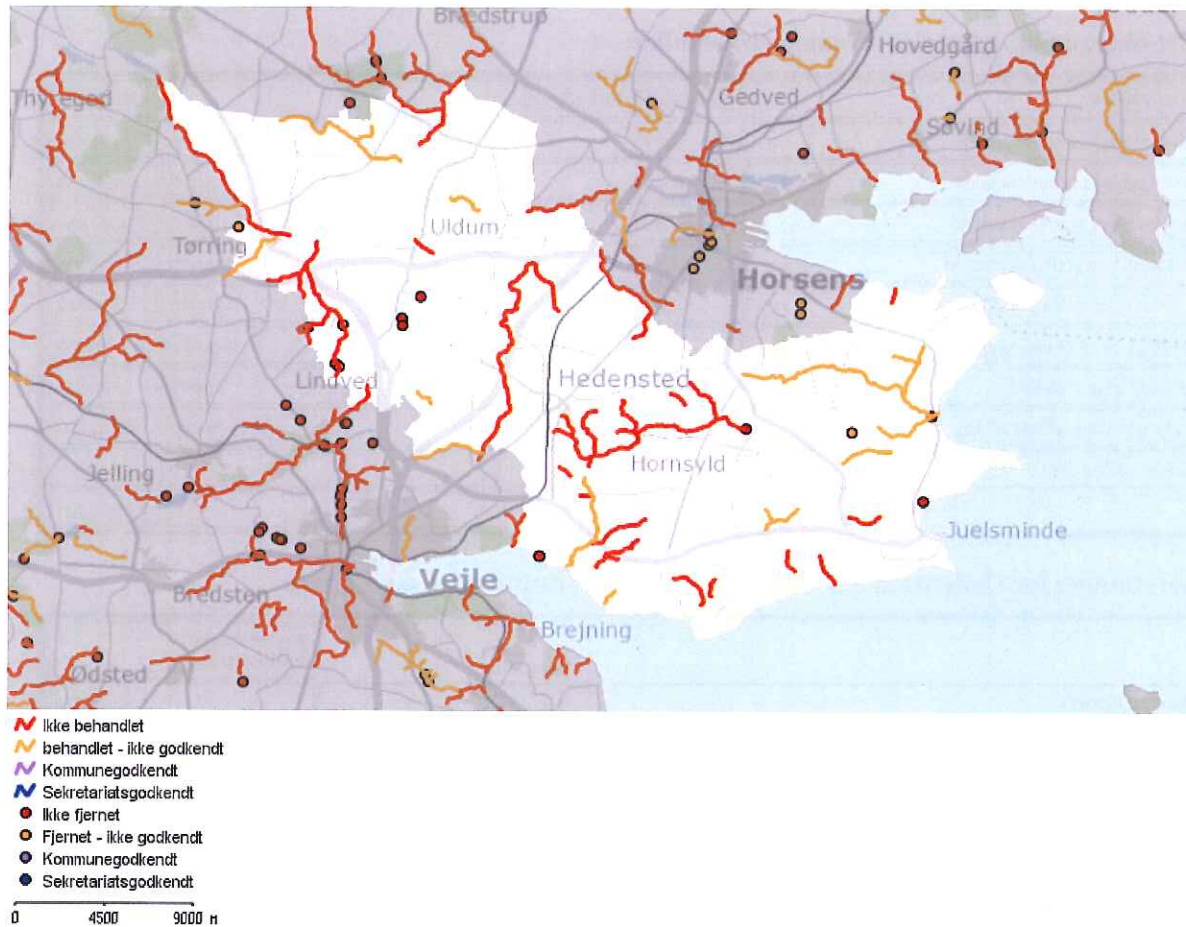 Brædstrup
Hovedgård
Thyregod
Gedved
Søvind
Uldum
Tørring
Horsens
Lindved
Hedensted
Jelling
Hornsyld
Juelsminde
Vejle
Bredsten
Brejning
Ødsted
Ikke behandlet
behandlet - ikke godkendt
Kommunegodkendt
Sekretariatsgodkendt
Ikke fjernet
Fjernet - ikke godkendt
Kommunegodkendt
Sekretariatsgodkendt
0 4500 9000 M